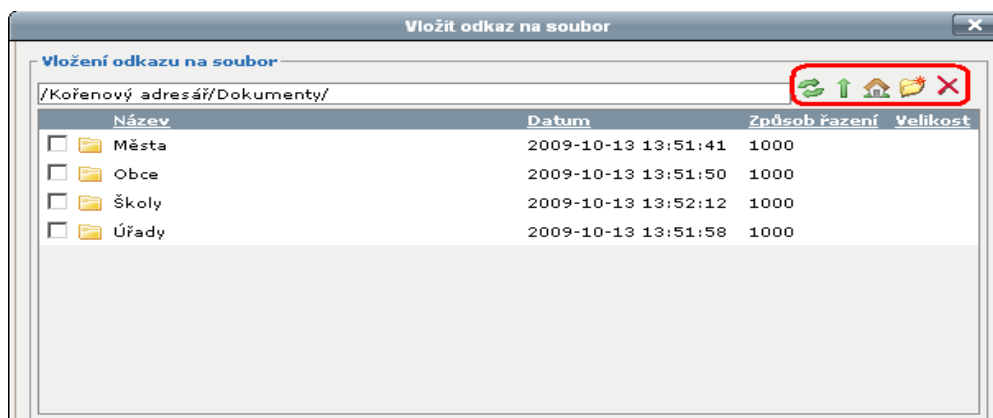 Vložit odkaz na soubor
Vložení odkazu na soubor
/Kořenový adresář/Dokumenty/
Název Datum Způsob řazení Velikost
Města 2009-10-13 13:51:41 1000
Obce 2009-10-13 13:51:50 1000
Školy 2009-10-13 13:52:12 1000
Úřady 2009-10-13 13:51:58 1000